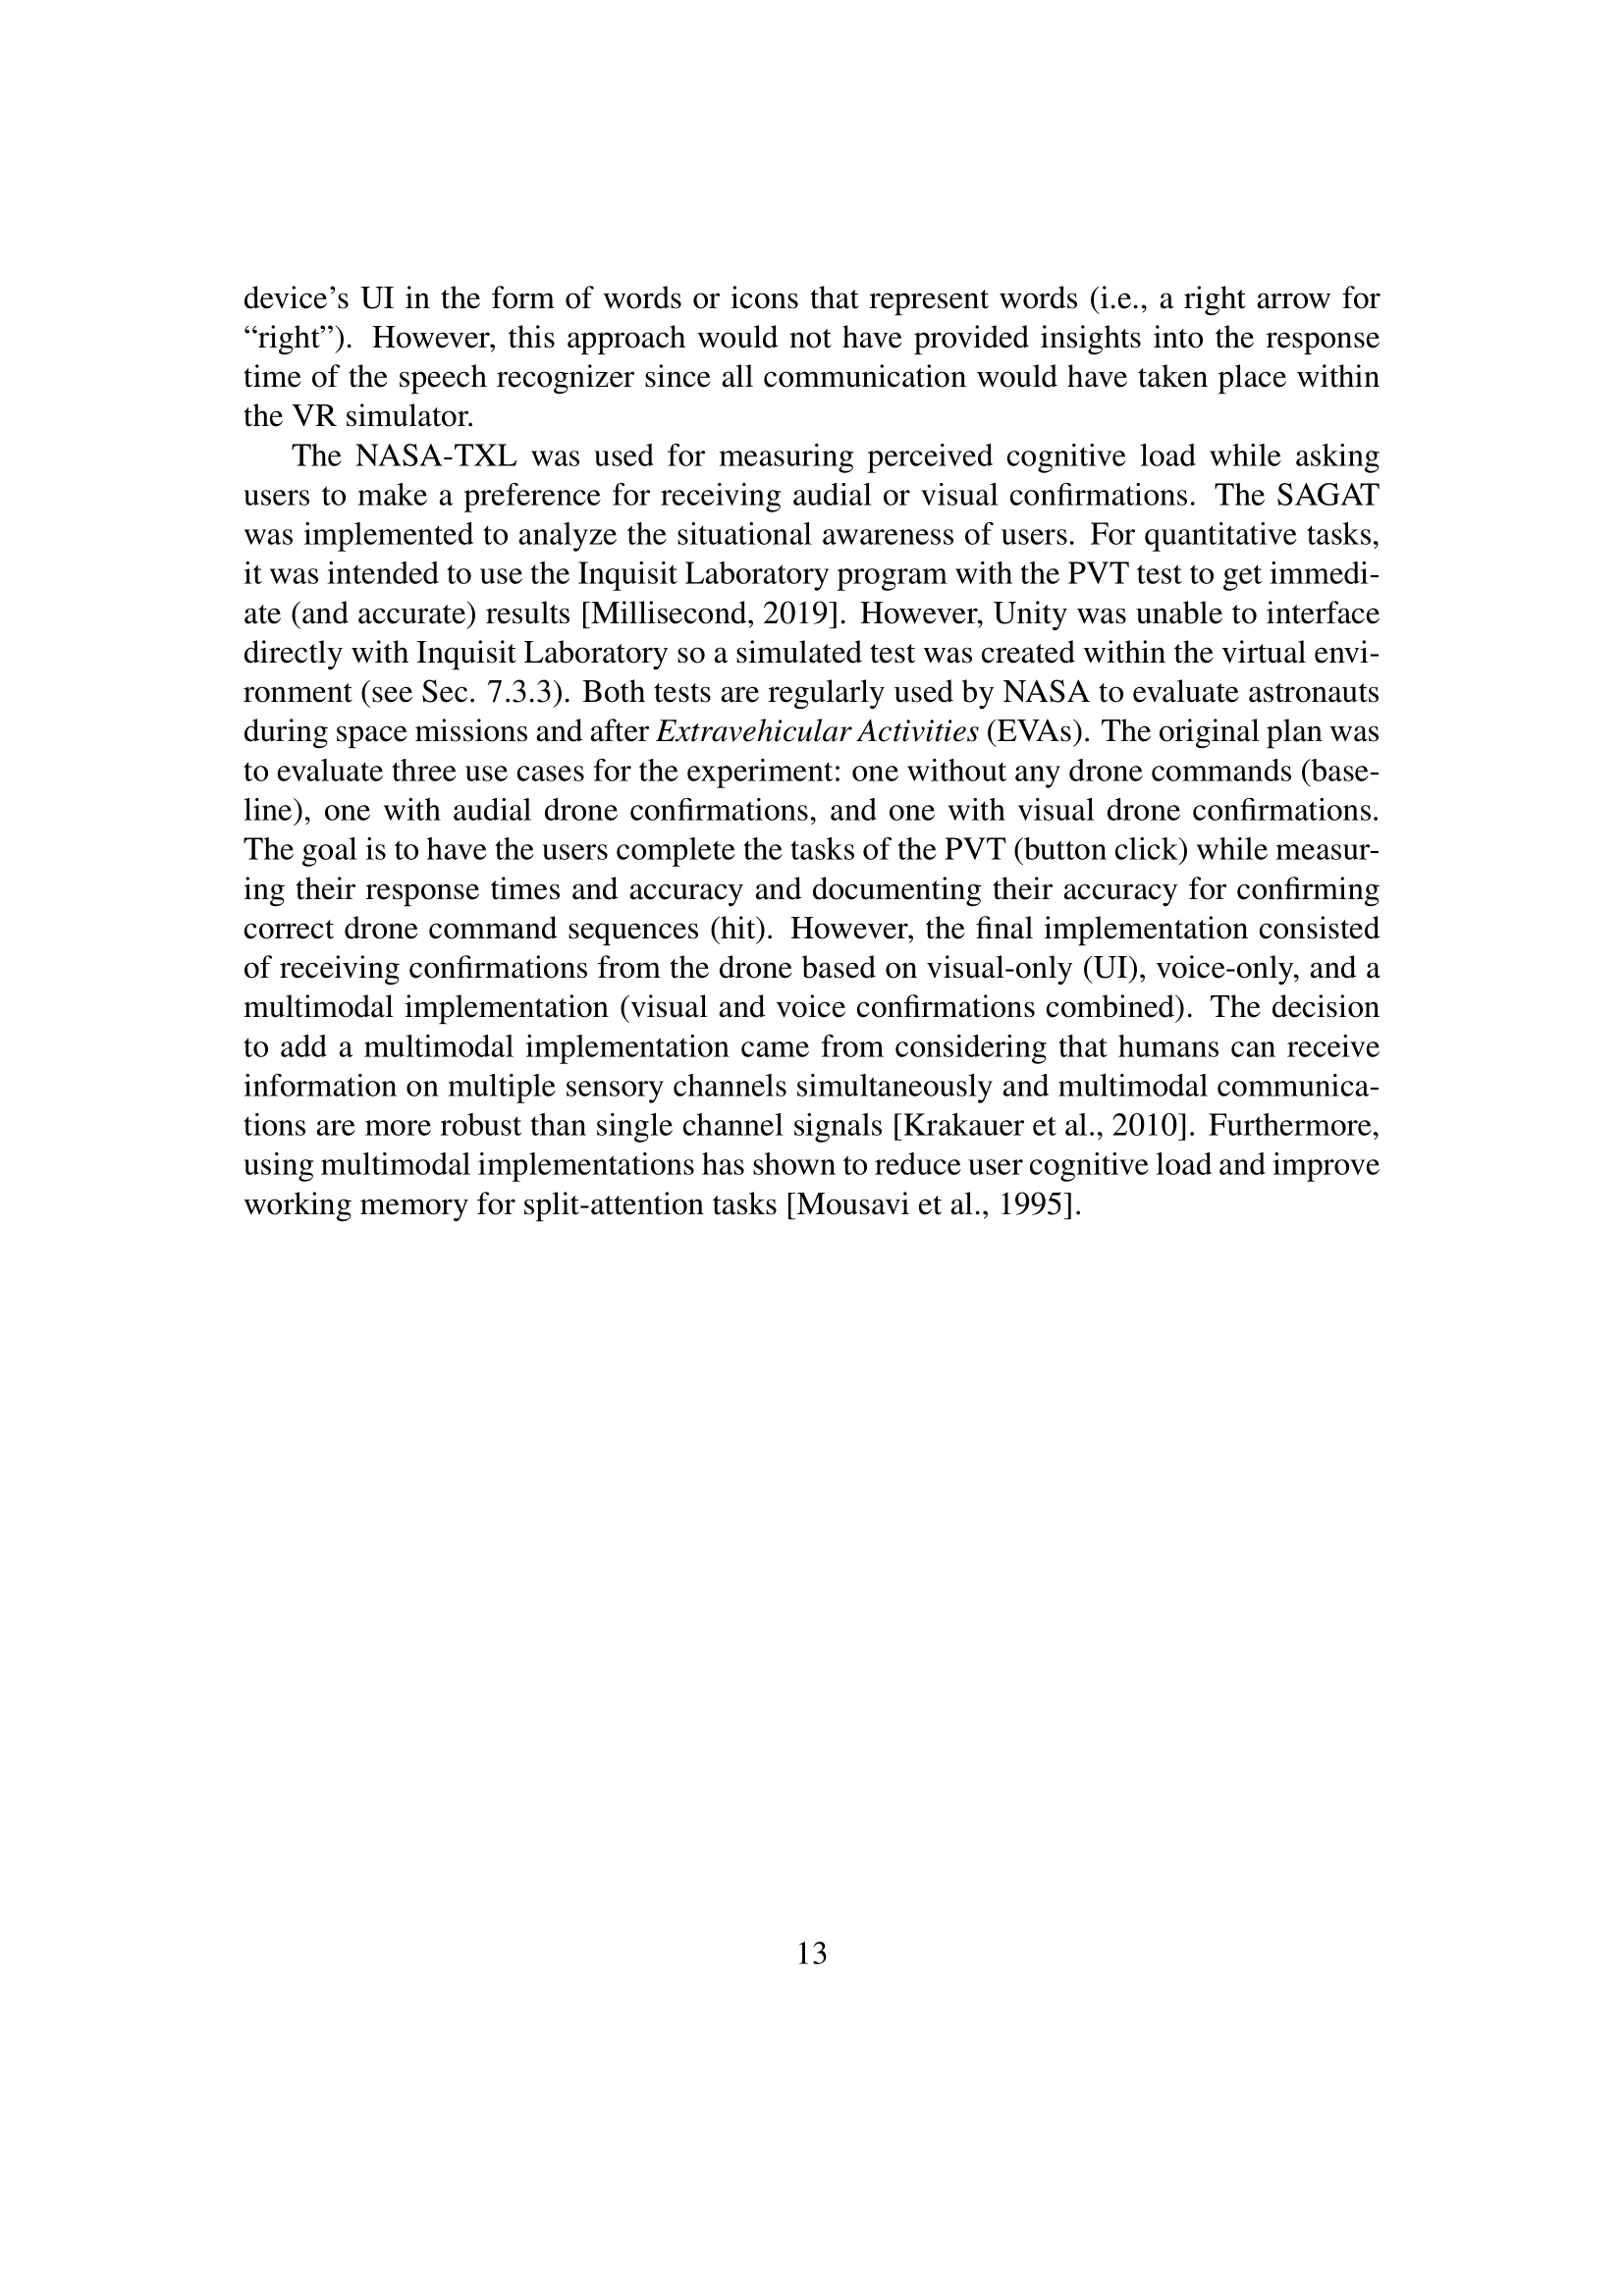 device’s UI in the form of words or icons that represent words (i.e., a right arrow for
“right”). However, this approach would not have provided insights into the response
time of the speech recognizer since all communication would have taken place within
the VR simulator.
The NASA-TXL was used for measuring perceived cognitive load while asking
users to make a preference for receiving audial or visual confirmations. The SAGAT
was implemented to analyze the situational awareness of users. For quantitative tasks,
it was intended to use the Inquisit Laboratory program with the PVT test to get immedi-
ate (and accurate) results [Millisecond, 2019]. However, Unity was unable to interface
directly with Inquisit Laboratory so a simulated test was created within the virtual envi-
ronment (see Sec. 7.3.3). Both tests are regularly used by NASA to evaluate astronauts
during space missions and after Extravehicular Activities (EVAs). The original plan was
to evaluate three use cases for the experiment: one without any drone commands (base-
line), one with audial drone confirmations, and one with visual drone confirmations.
The goal is to have the users complete the tasks of the PVT (button click) while measur-
ing their response times and accuracy and documenting their accuracy for confirming
correct drone command sequences (hit). However, the final implementation consisted
of receiving confirmations from the drone based on visual-only (UI), voice-only, and a
multimodal implementation (visual and voice confirmations combined). The decision
to add a multimodal implementation came from considering that humans can receive
information on multiple sensory channels simultaneously and multimodal communica-
tions are more robust than single channel signals [Krakauer et al., 2010]. Furthermore,
using multimodal implementations has shown to reduce user cognitive load and improve
working memory for split-attention tasks [Mousavi et al., 1995].
13